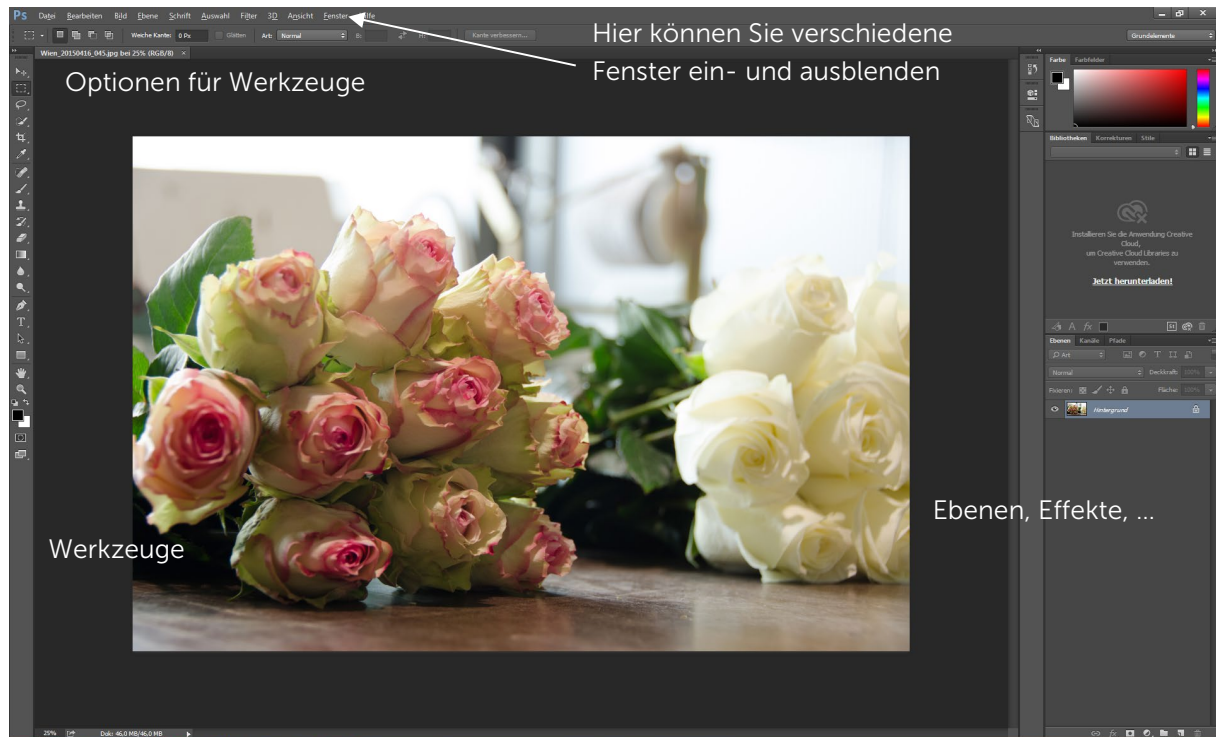 Ps Datei Bearbeiten Bild Ebene Schrift Auswahl Filter 3D Ansicht Fenster
Weiche Kante: 0 Px Glätten Art: Normal B: Kante verbessern... Grundelemente
Hier können Sie verschiedene
Fenster ein- und ausblenden
Wien_20150416_045.jpg bei 25% (RGB/8) ×
Optionen für Werkzeuge
Farbe Farbfelder
Bibliotheken Korrekturen Stile
Installieren Sie die Anwendung Creative
Cloud,
um Creative Cloud Libraries zu
verwenden.
Jetzt herunterladen!
Ebenen Kanäle Pfade
Art
Normal Deckkraft: 100%
Fixieren: Fläche: 100%
Hintergrund
Ebenen, Effekte, ...
Werkzeuge
25% Dok: 46,0 MB/46,0 MB